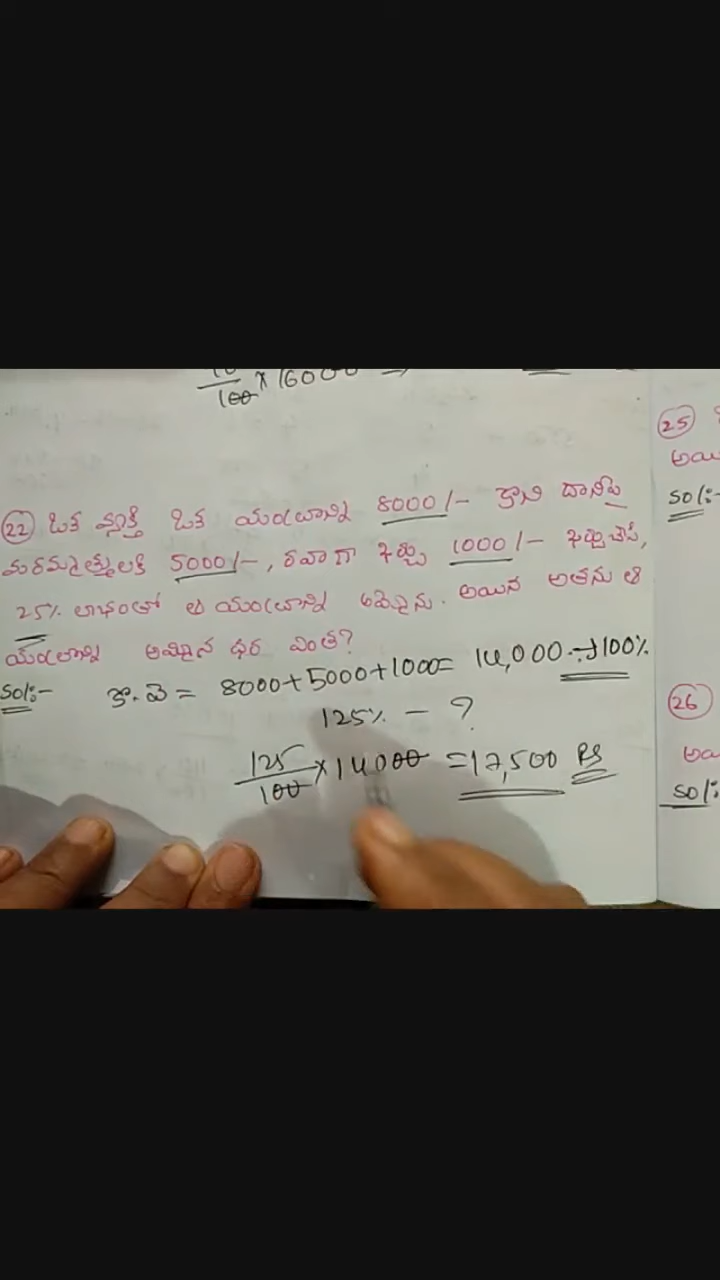 10/100 × 16000
22 ఒక వ్యక్తి ఒక యంత్రాన్ని 8000/- కొని దానిపై
మరమ్మత్తులకి 5000/-, రవాణా ఖర్చు 1000/- ఖర్చుచేసి,
25% లాభంతో ఆ యంత్రాన్ని అమ్మెను. అయిన అతను ఆ
యంత్రాన్ని అమ్మిన ధర ఎంత?
Sol:- కొ.వె = 8000+5000+1000= 14,000 → 100%
125% - ?
125/100 × 14000 = 17,500 RS
25
అయి
Sol:-
26
అయి
Sol: